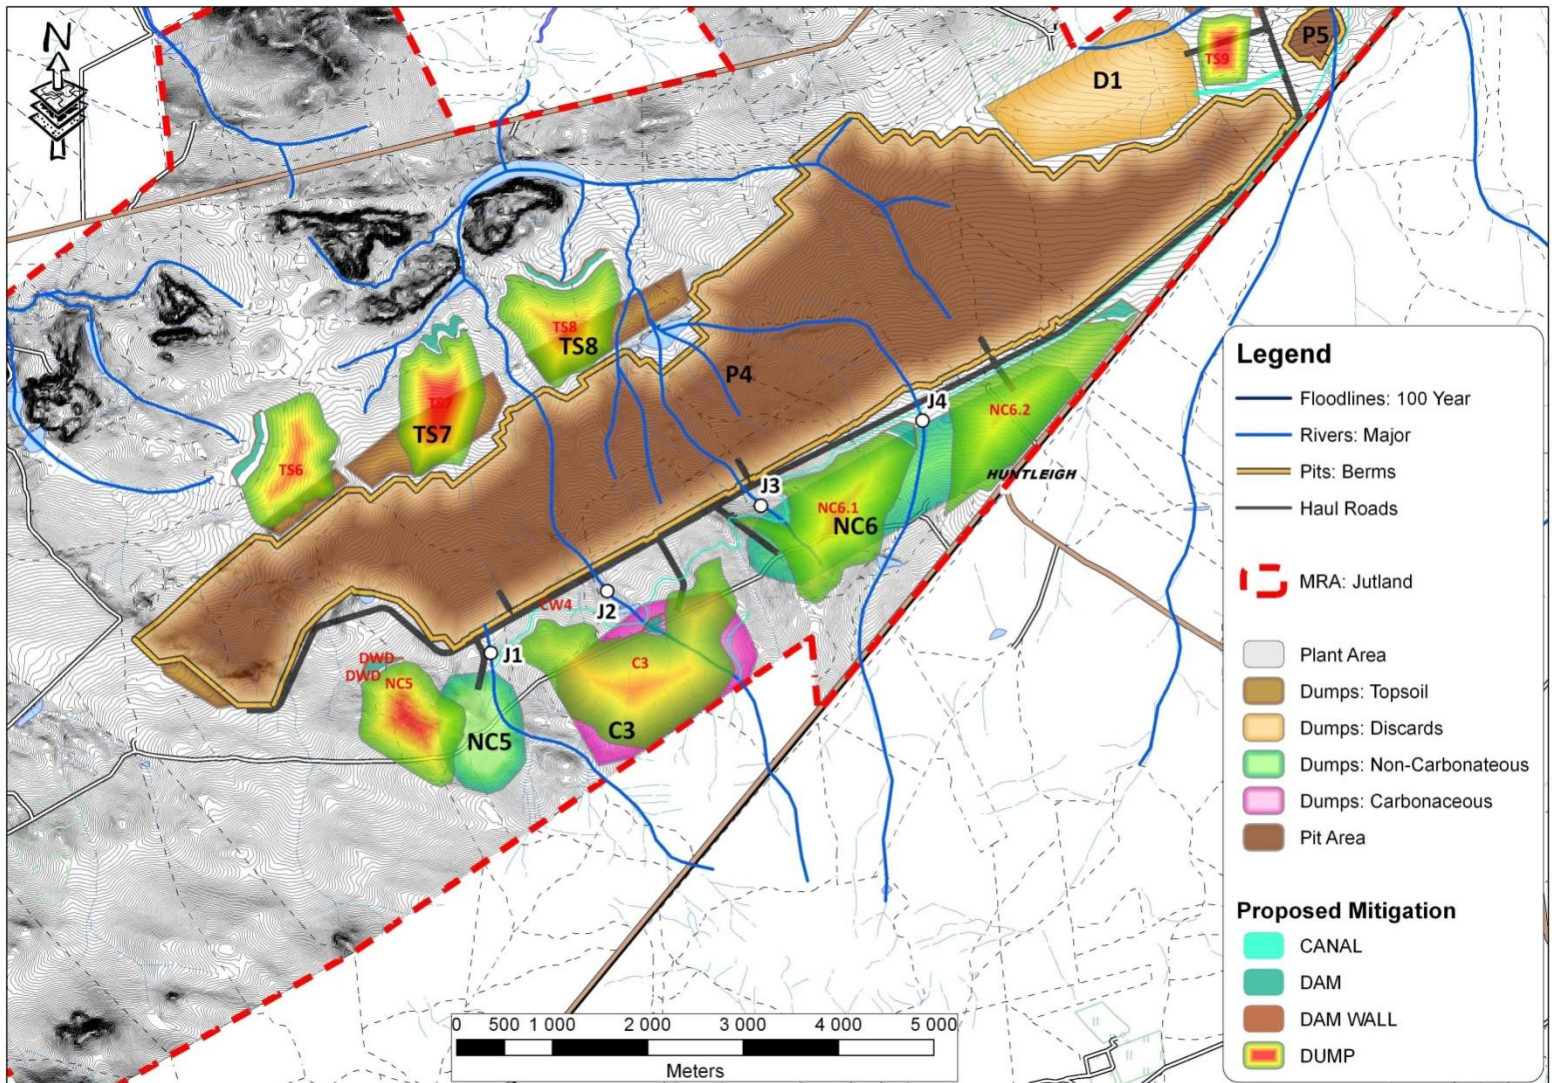 N
P5
TS9
D1
P4
TS8
TS8
TS7
TS7
TS6
J4
NC6.2
HUNTLEIGH
J3
NC6.1
NC6
J2
CW4
J1
DWD
DWD
NC5
NC5
C3
C3
Legend
Floodlines: 100 Year
Rivers: Major
Pits: Berms
Haul Roads
MRA: Jutland
Plant Area
Dumps: Topsoil
Dumps: Discards
Dumps: Non-Carbonateous
Dumps: Carbonaceous
Pit Area
Proposed Mitigation
CANAL
DAM
DAM WALL
DUMP
0 500 1 000 2 000 3 000 4 000 5 000
Meters